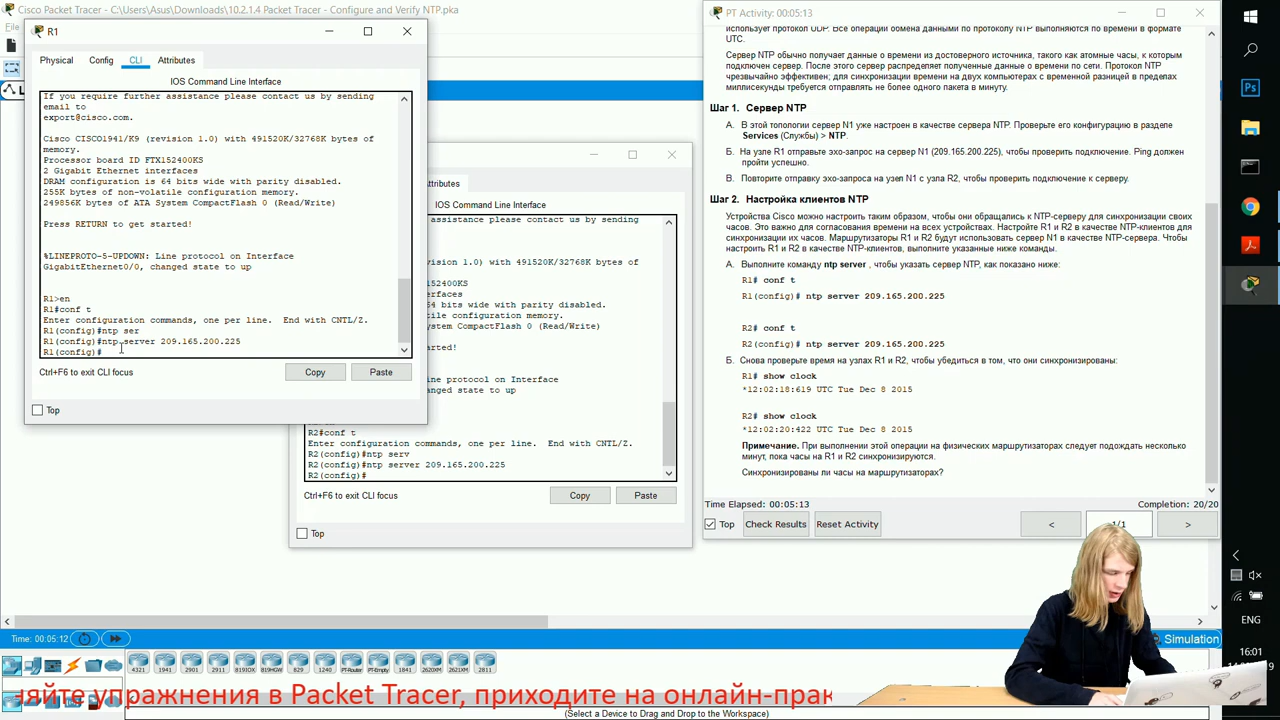 Cisco Packet Tracer - C:\Users\Asus\Downloads\10.2.1.4 Packet Tracer - Configure and Verify NTP.pka
R1
Physical Config CLI Attributes
IOS Command Line Interface
If you require further assistance please contact us by sending
email to
export@cisco.com.
Cisco CISCO1941/K9 (revision 1.0) with 491520K/32768K bytes of
memory.
Processor board ID FTX152400KS
2 Gigabit Ethernet interfaces
DRAM configuration is 64 bits wide with parity disabled.
255K bytes of non-volatile configuration memory.
249856K bytes of ATA System CompactFlash 0 (Read/Write)
Press RETURN to get started!
%LINEPROTO-5-UPDOWN: Line protocol on Interface
GigabitEthernet0/0, changed state to up
R1>en
R1#conf t
Enter configuration commands, one per line. End with CNTL/Z.
R1(config)#ntp ser
R1(config)#ntp server 209.165.200.225
R1(config)#
Ctrl+F6 to exit CLI focus
Copy Paste
Top
ttributes
IOS Command Line Interface
e please contact us by sending
vision 1.0) with 491520K/32768K bytes of
52400KS
erfaces
64 bits wide with parity disabled.
latile configuration memory.
ystem CompactFlash 0 (Read/Write)
rted!
ine protocol on Interface
anged state to up
R2#conf t
Enter configuration commands, one per line. End with CNTL/Z.
R2(config)#ntp serv
R2(config)#ntp server 209.165.200.225
R2(config)#
Ctrl+F6 to exit CLI focus
Copy Paste
Top
PT Activity: 00:05:13
использует протокол UDP. Все операции обмена данными по протоколу NTP выполняются по времени в формате
UTC.
Сервер NTP обычно получает данные о времени из достоверного источника, такого как атомные часы, к которым
подключен сервер. После этого сервер распределяет полученные данные о времени по сети. Протокол NTP
чрезвычайно эффективен; для синхронизации времени на двух компьютерах с временной разницей в пределах
миллисекунды требуется отправлять не более одного пакета в минуту.
Шаг 1. Сервер NTP
А. В этой топологии сервер N1 уже настроен в качестве сервера NTP. Проверьте его конфигурацию в разделе
Services (Службы) > NTP.
Б. На узле R1 отправьте эхо-запрос на сервер N1 (209.165.200.225), чтобы проверить подключение. Ping должен
пройти успешно.
В. Повторите отправку эхо-запроса на узел N1 с узла R2, чтобы проверить подключение к серверу.
Шаг 2. Настройка клиентов NTP
Устройства Cisco можно настроить таким образом, чтобы они обращались к NTP-серверу для синхронизации своих
часов. Это важно для согласования времени на всех устройствах. Настройте R1 и R2 в качестве NTP-клиентов для
синхронизации их часов. Маршрутизаторы R1 и R2 будут использовать сервер N1 в качестве NTP-сервера. Чтобы
настроить R1 и R2 в качестве NTP-клиентов, выполните указанные ниже команды.
А. Выполните команду ntp server , чтобы указать сервер NTP, как показано ниже:
R1# conf t
R1(config)# ntp server 209.165.200.225
R2# conf t
R2(config)# ntp server 209.165.200.225
Б. Снова проверьте время на узлах R1 и R2, чтобы убедиться в том, что они синхронизированы:
R1# show clock
*12:02:18:619 UTC Tue Dec 8 2015
R2# show clock
*12:02:20:422 UTC Tue Dec 8 2015
Примечание. При выполнении этой операции на физических маршрутизаторах следует подождать несколько
минут, пока часы на R1 и R2 синхронизируются.
Синхронизированы ли часы на маршрутизаторах?
Time Elapsed: 00:05:13 Completion: 20/20
Top Check Results Reset Activity < 1/1 >
ENG
16:01
Time: 00:05:12
Simulation
4321 1941 2901 2911 819IOX 819HGW 829 1240 PT-Router PT-Empty 1841 2620XM 2621XM 2811
няйте упражнения в Packet Tracer, приходите на онлайн-прак
(Select a Device to Drag and Drop to the Workspace)